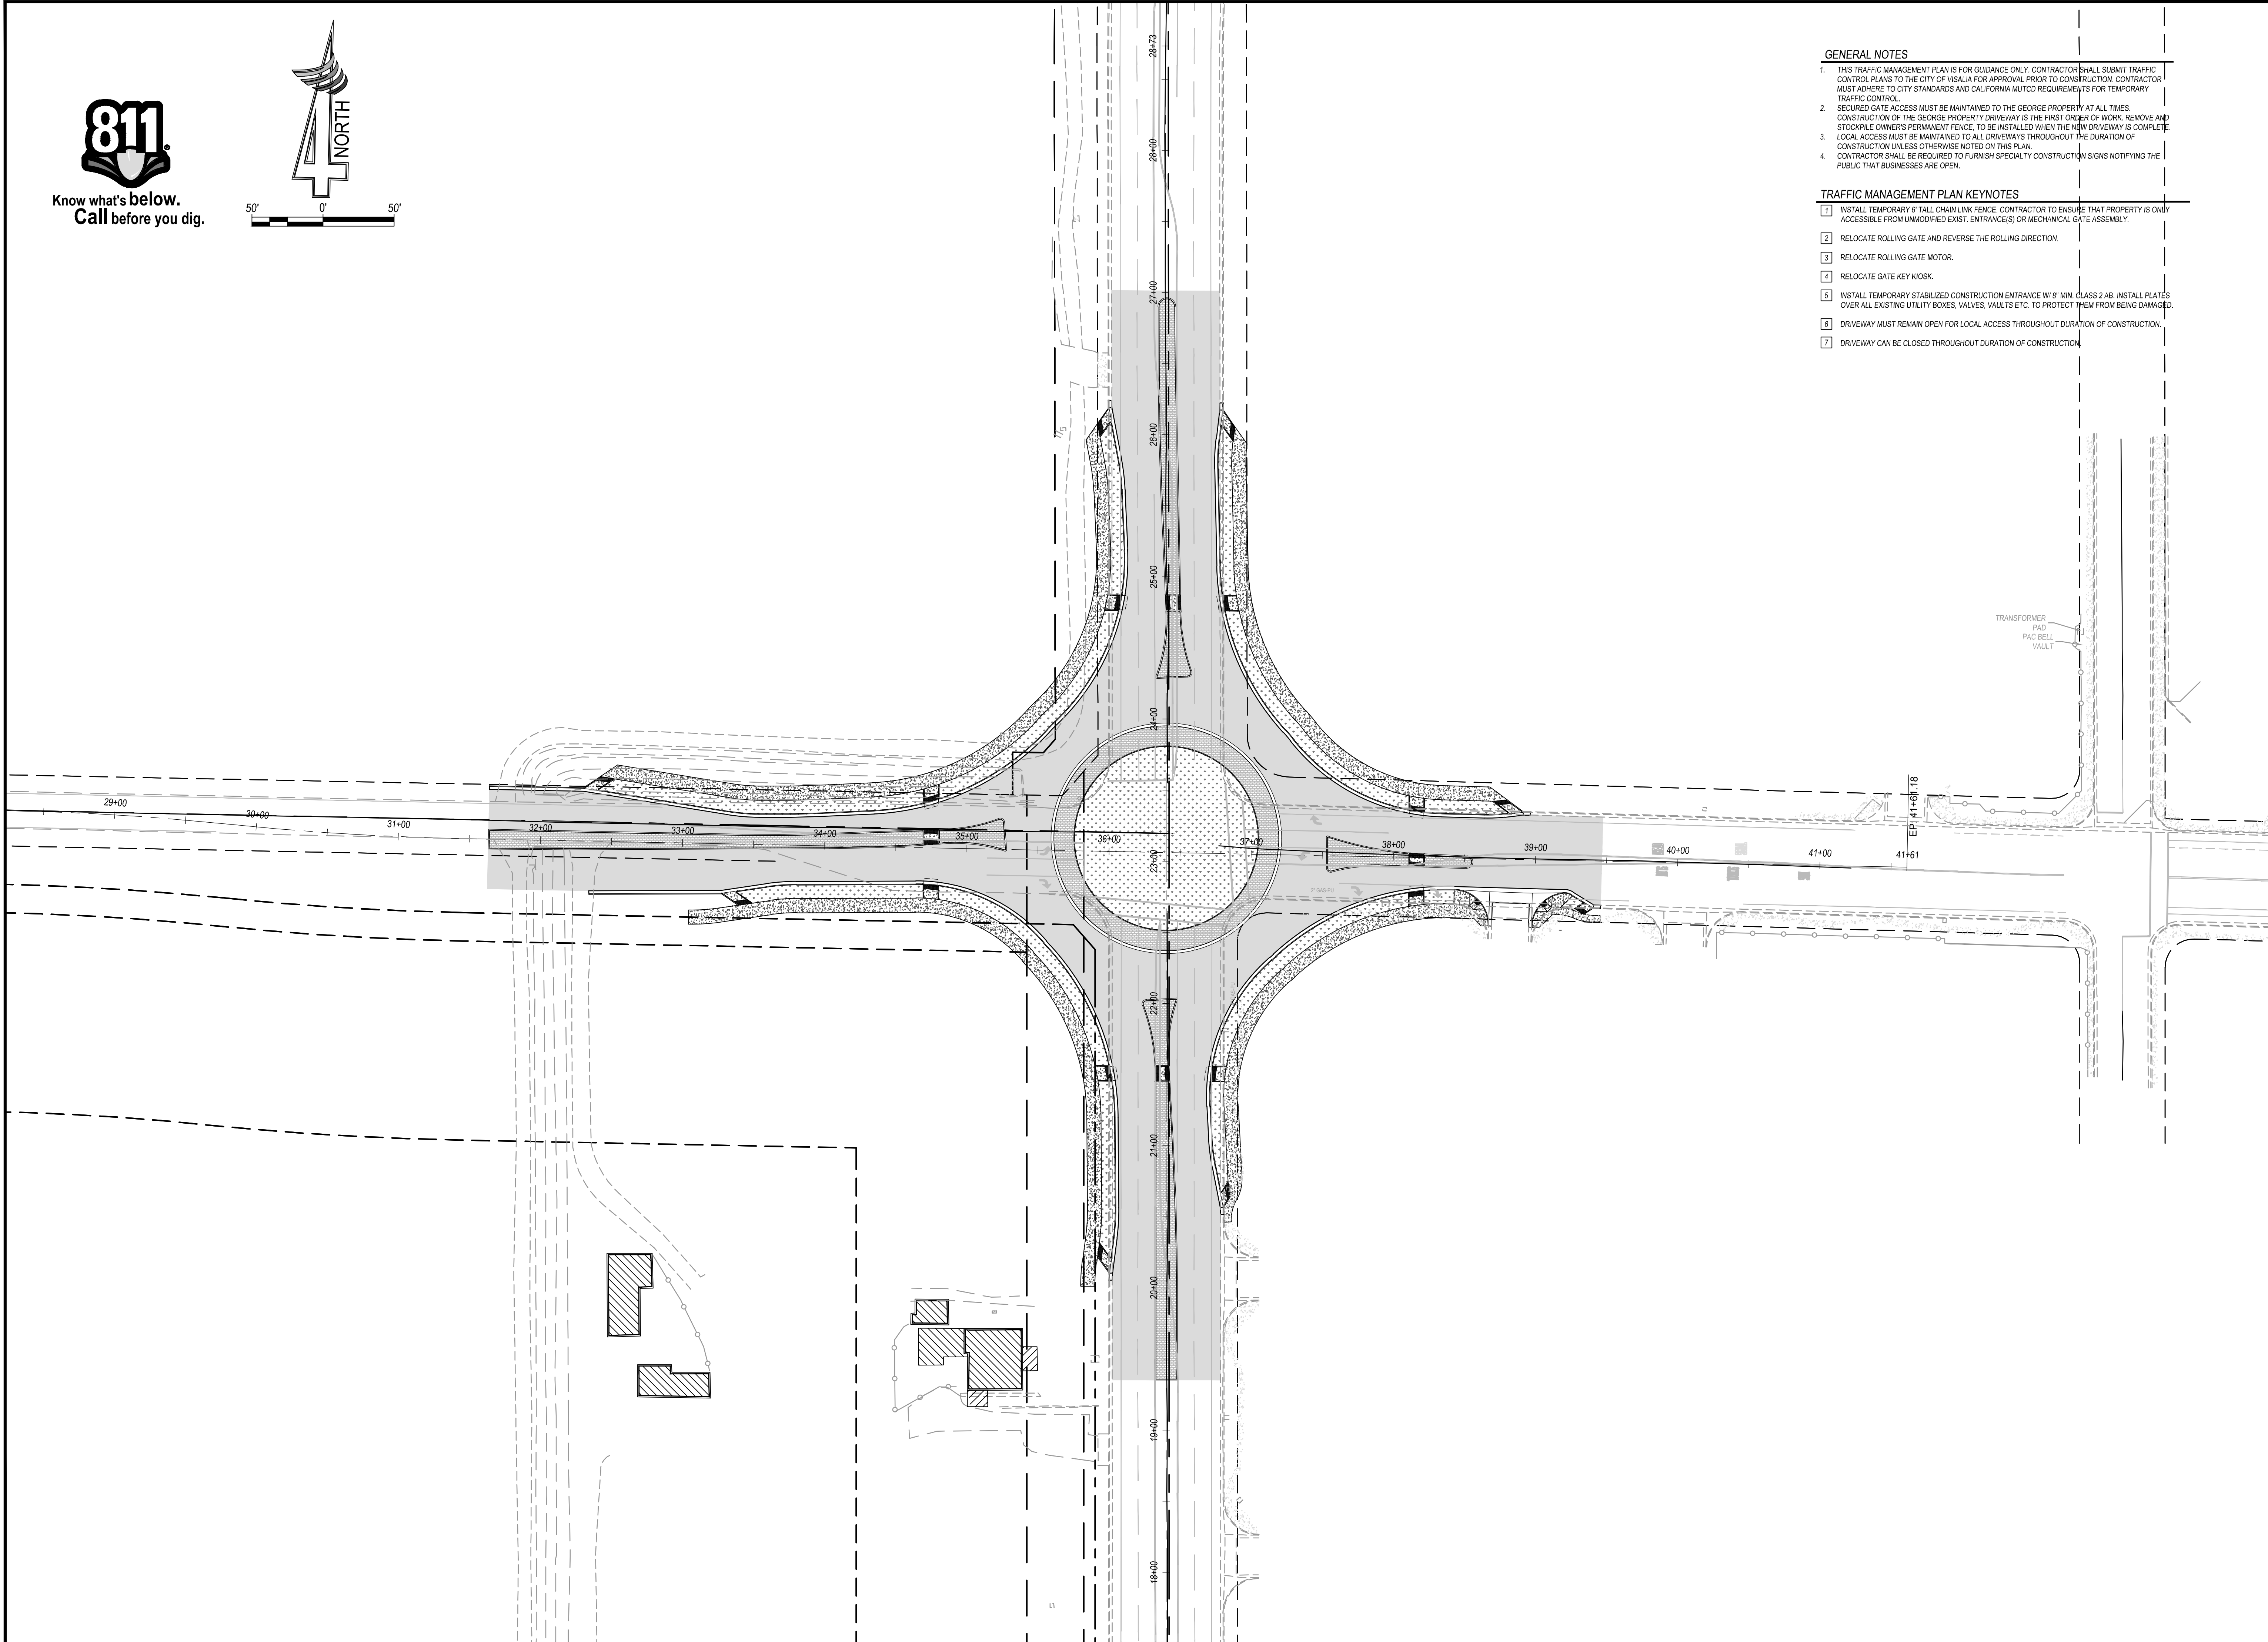 811
Know what's below.
Call before you dig.
NORTH
50' 0' 50'
GENERAL NOTES
1. THIS TRAFFIC MANAGEMENT PLAN IS FOR GUIDANCE ONLY. CONTRACTOR SHALL SUBMIT TRAFFIC
CONTROL PLANS TO THE CITY OF VISALIA FOR APPROVAL PRIOR TO CONSTRUCTION. CONTRACTOR
MUST ADHERE TO CITY STANDARDS AND CALIFORNIA MUTCD REQUIREMENTS FOR TEMPORARY
TRAFFIC CONTROL.
2. SECURED GATE ACCESS MUST BE MAINTAINED TO THE GEORGE PROPERTY AT ALL TIMES.
CONSTRUCTION OF THE GEORGE PROPERTY DRIVEWAY IS THE FIRST ORDER OF WORK. REMOVE AND
STOCKPILE OWNER'S PERMANENT FENCE, TO BE INSTALLED WHEN THE NEW DRIVEWAY IS COMPLETE.
3. LOCAL ACCESS MUST BE MAINTAINED TO ALL DRIVEWAYS THROUGHOUT THE DURATION OF
CONSTRUCTION UNLESS OTHERWISE NOTED ON THIS PLAN.
4. CONTRACTOR SHALL BE REQUIRED TO FURNISH SPECIALTY CONSTRUCTION SIGNS NOTIFYING THE
PUBLIC THAT BUSINESSES ARE OPEN.
TRAFFIC MANAGEMENT PLAN KEYNOTES
1 INSTALL TEMPORARY 6' TALL CHAIN LINK FENCE. CONTRACTOR TO ENSURE THAT PROPERTY IS ONLY
ACCESSIBLE FROM UNMODIFIED EXIST. ENTRANCE(S) OR MECHANICAL GATE ASSEMBLY.
2 RELOCATE ROLLING GATE AND REVERSE THE ROLLING DIRECTION.
3 RELOCATE ROLLING GATE MOTOR.
4 RELOCATE GATE KEY KIOSK.
5 INSTALL TEMPORARY STABILIZED CONSTRUCTION ENTRANCE W/ 8" MIN. CLASS 2 AB. INSTALL PLATES
OVER ALL EXISTING UTILITY BOXES, VALVES, VAULTS ETC. TO PROTECT THEM FROM BEING DAMAGED.
6 DRIVEWAY MUST REMAIN OPEN FOR LOCAL ACCESS THROUGHOUT DURATION OF CONSTRUCTION.
7 DRIVEWAY CAN BE CLOSED THROUGHOUT DURATION OF CONSTRUCTION.
28+73
28+00
27+00
26+00
25+00
24+00
23+00
22+00
21+00
20+00
19+00
18+00
TRANSFORMER
PAD
PAC BELL
VAULT
29+00
30+00
31+00
32+00
33+00
34+00
35+00
36+00
37+00
38+00
39+00
40+00
41+00
41+61
EP: 41+61.18
2" GAS-PU